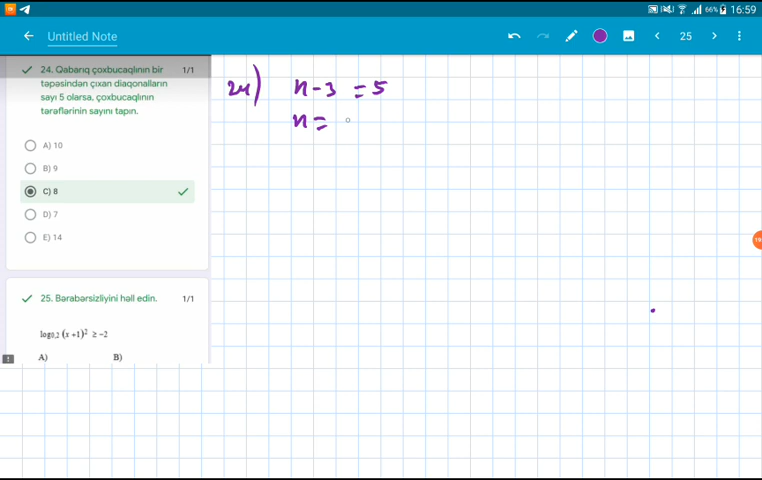 66% 16:59
Untitled Note
25
24. Qabarıq çoxbucaqlının bir 1/1
təpəsindən çıxan diaqonalların
sayı 5 olarsa, çoxbucaqlının
tərəflərinin sayını tapın.
A) 10
B) 9
C) 8
D) 7
E) 14
25. Bərabərsizliyini həll edin. 1/1
log₀,₂ (x +1)² ≥ −2
A) B)
24) n - 3 = 5
n =